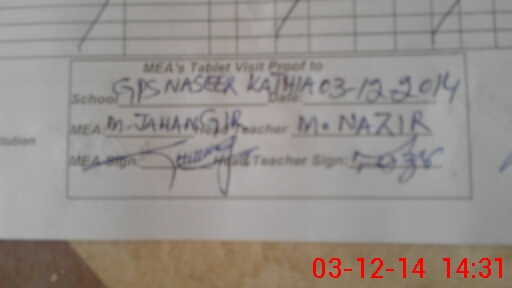 MEA's Tablet Visit Proof to
School GPS NASEER KATHIA Date 03-12-2014
MEA M-JAHANGIR Head Teacher M. NAZIR
MEA Sign: Head Teacher Sign:
03-12-14 14:31